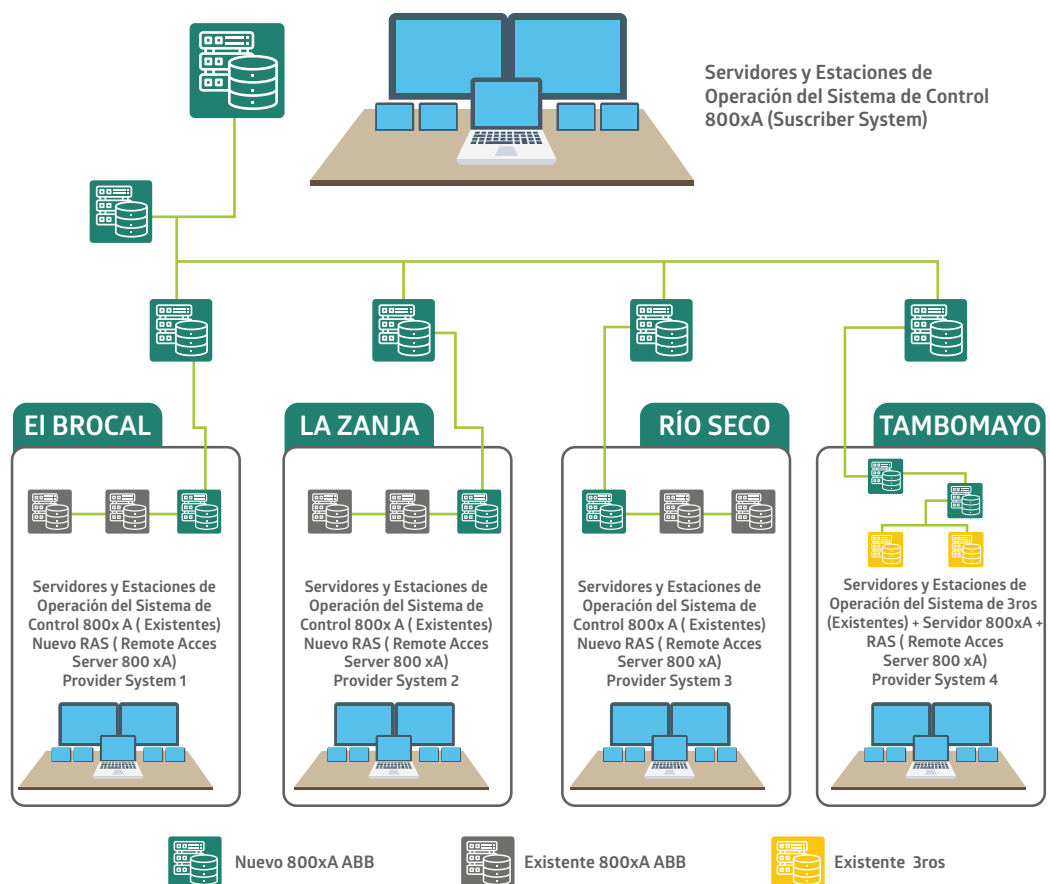 Servidores y Estaciones de
Operación del Sistema de Control
800xA (Suscriber System)
El BROCAL
Servidores y Estaciones de
Operación del Sistema de
Control 800x A ( Existentes)
Nuevo RAS ( Remote Acces
Server 800 xA)
Provider System 1
LA ZANJA
Servidores y Estaciones de
Operación del Sistema de
Control 800x A ( Existentes)
Nuevo RAS ( Remote Acces
Server 800 xA)
Provider System 2
RÍO SECO
Servidores y Estaciones de
Operación del Sistema de
Control 800x A ( Existentes)
Nuevo RAS ( Remote Acces
Server 800 xA)
Provider System 3
TAMBOMAYO
Servidores y Estaciones de
Operación del Sistema de 3ros
(Existentes) + Servidor 800xA +
RAS ( Remote Acces
Server 800 xA)
Provider System 4
Nuevo 800xA ABB
Existente 800xA ABB
Existente 3ros